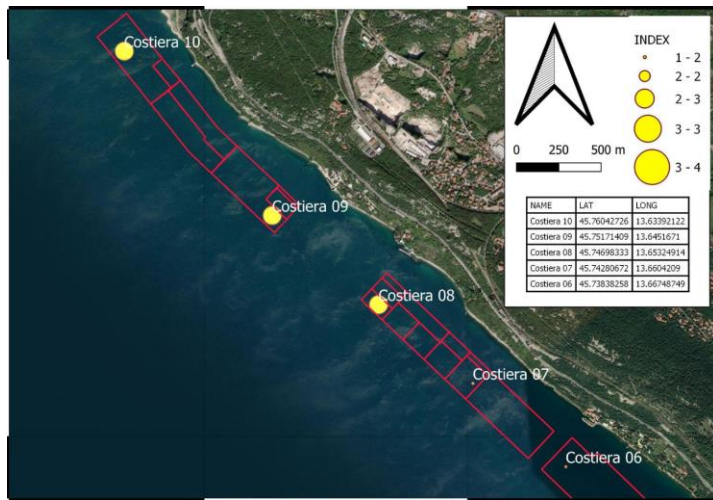 Costiera 10
Costiera 09
Costiera 08
Costiera 07
Costiera 06
INDEX
1 - 2
2 - 2
2 - 3
3 - 3
3 - 4
0 250 500 m
NAME LAT LONG
Costiera 10 45.76042726 13.63392122
Costiera 09 45.75171409 13.6451671
Costiera 08 45.74698333 13.65324914
Costiera 07 45.74280672 13.6604209
Costiera 06 45.73838258 13.66748749